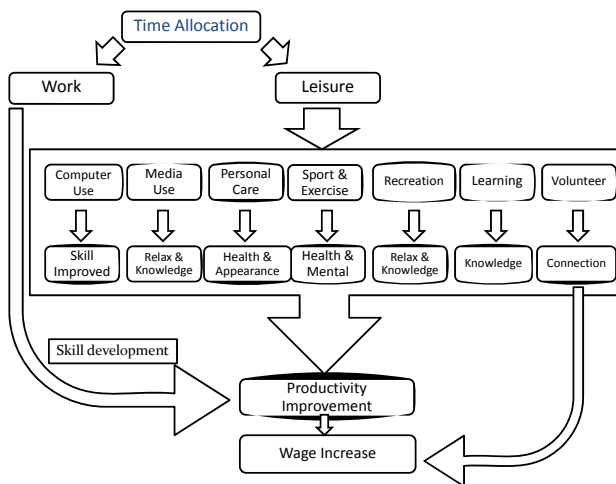 Time Allocation
Work
Leisure
Computer
Use
Media
Use
Personal
Care
Sport &
Exercise
Recreation
Learning
Volunteer
Skill
Improved
Relax &
Knowledge
Health &
Appearance
Health &
Mental
Relax &
Knowledge
Knowledge
Connection
Skill development
Productivity
Improvement
Wage Increase